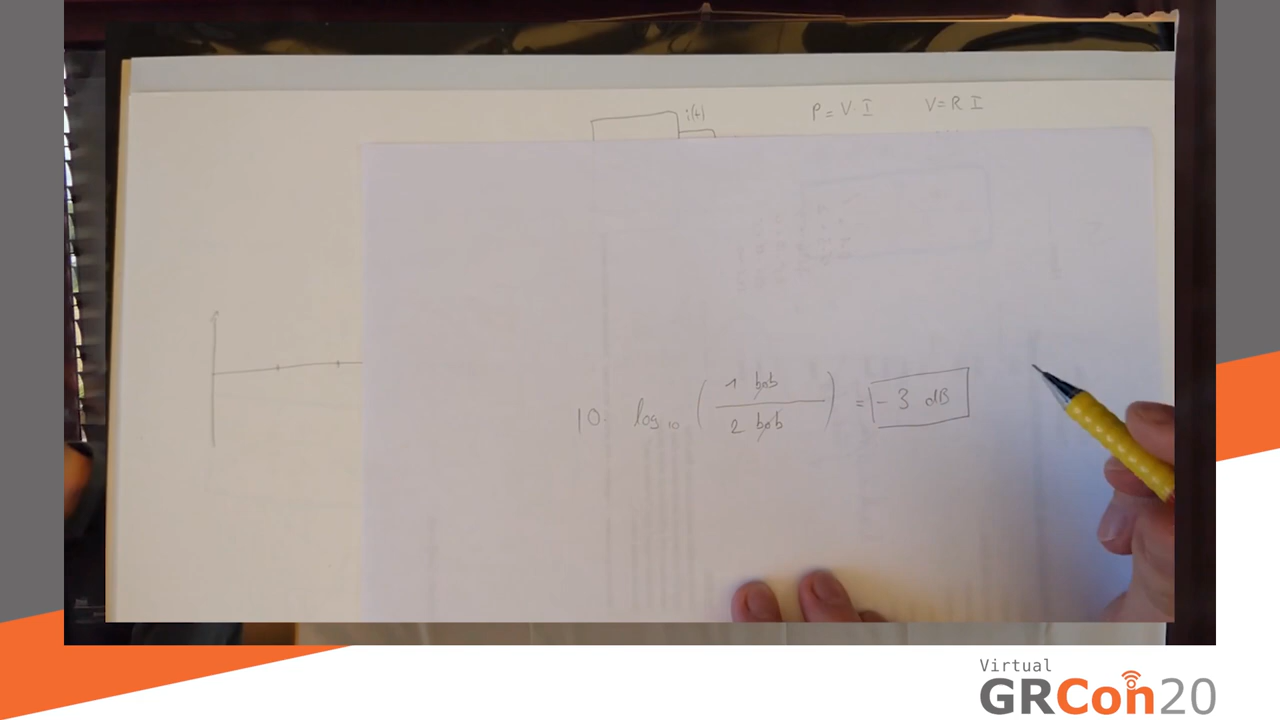 i(t) P = V. I V = R I
10. log10 ( 1 bob / 2 bob ) = - 3 dB
Virtual
GRCon20